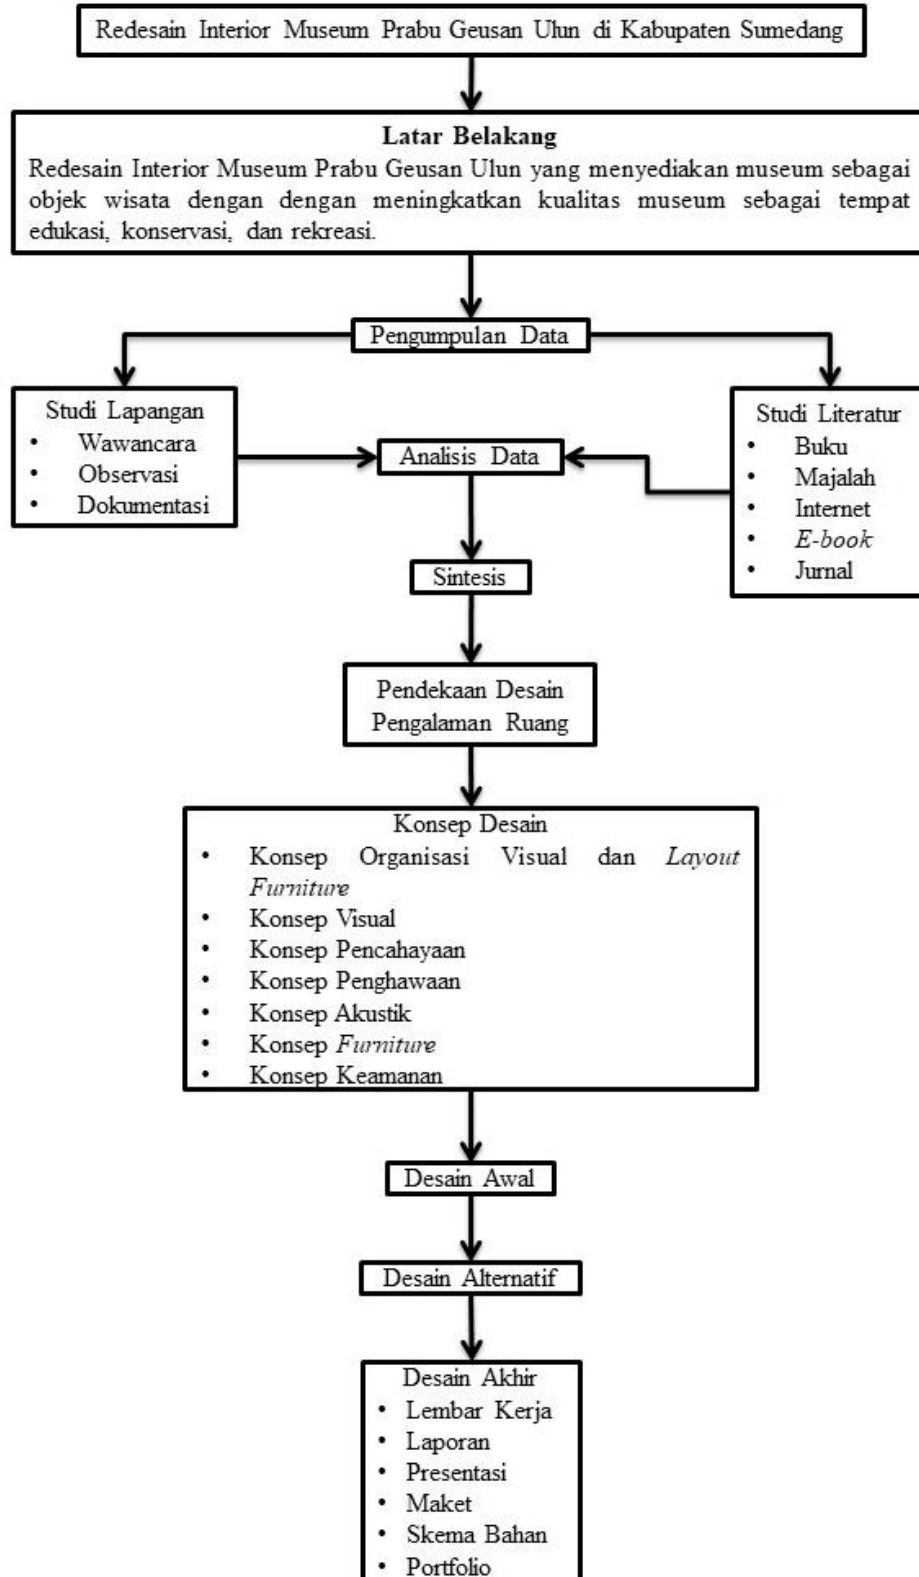 Redesain Interior Museum Prabu Geusan Ulun di Kabupaten Sumedang
Latar Belakang
Redesain Interior Museum Prabu Geusan Ulun yang menyediakan museum sebagai
objek wisata dengan dengan meningkatkan kualitas museum sebagai tempat
edukasi, konservasi, dan rekreasi.
Pengumpulan Data
Studi Lapangan
• Wawancara
• Observasi
• Dokumentasi
Analisis Data
Studi Literatur
• Buku
• Majalah
• Internet
• E-book
• Jurnal
Sintesis
Pendekaan Desain
Pengalaman Ruang
Konsep Desain
• Konsep Organisasi Visual dan Layout
Furniture
• Konsep Visual
• Konsep Pencahayaan
• Konsep Penghawaan
• Konsep Akustik
• Konsep Furniture
• Konsep Keamanan
Desain Awal
Desain Alternatif
Desain Akhir
• Lembar Kerja
• Laporan
• Presentasi
• Maket
• Skema Bahan
• Portfolio